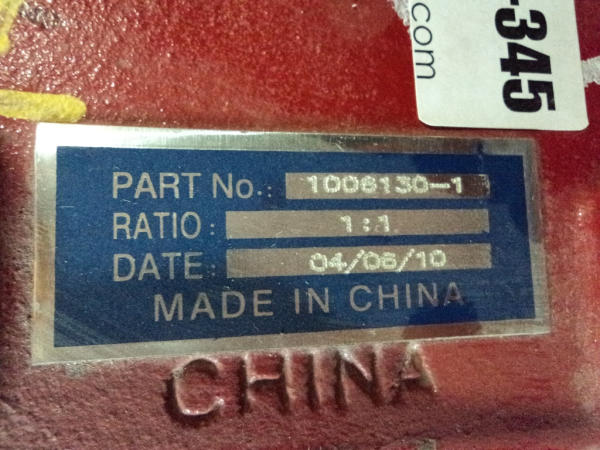 -345
.com
PART No.: 1006130-1
RATIO: 1:1
DATE: 04/06/10
MADE IN CHINA
CHINA